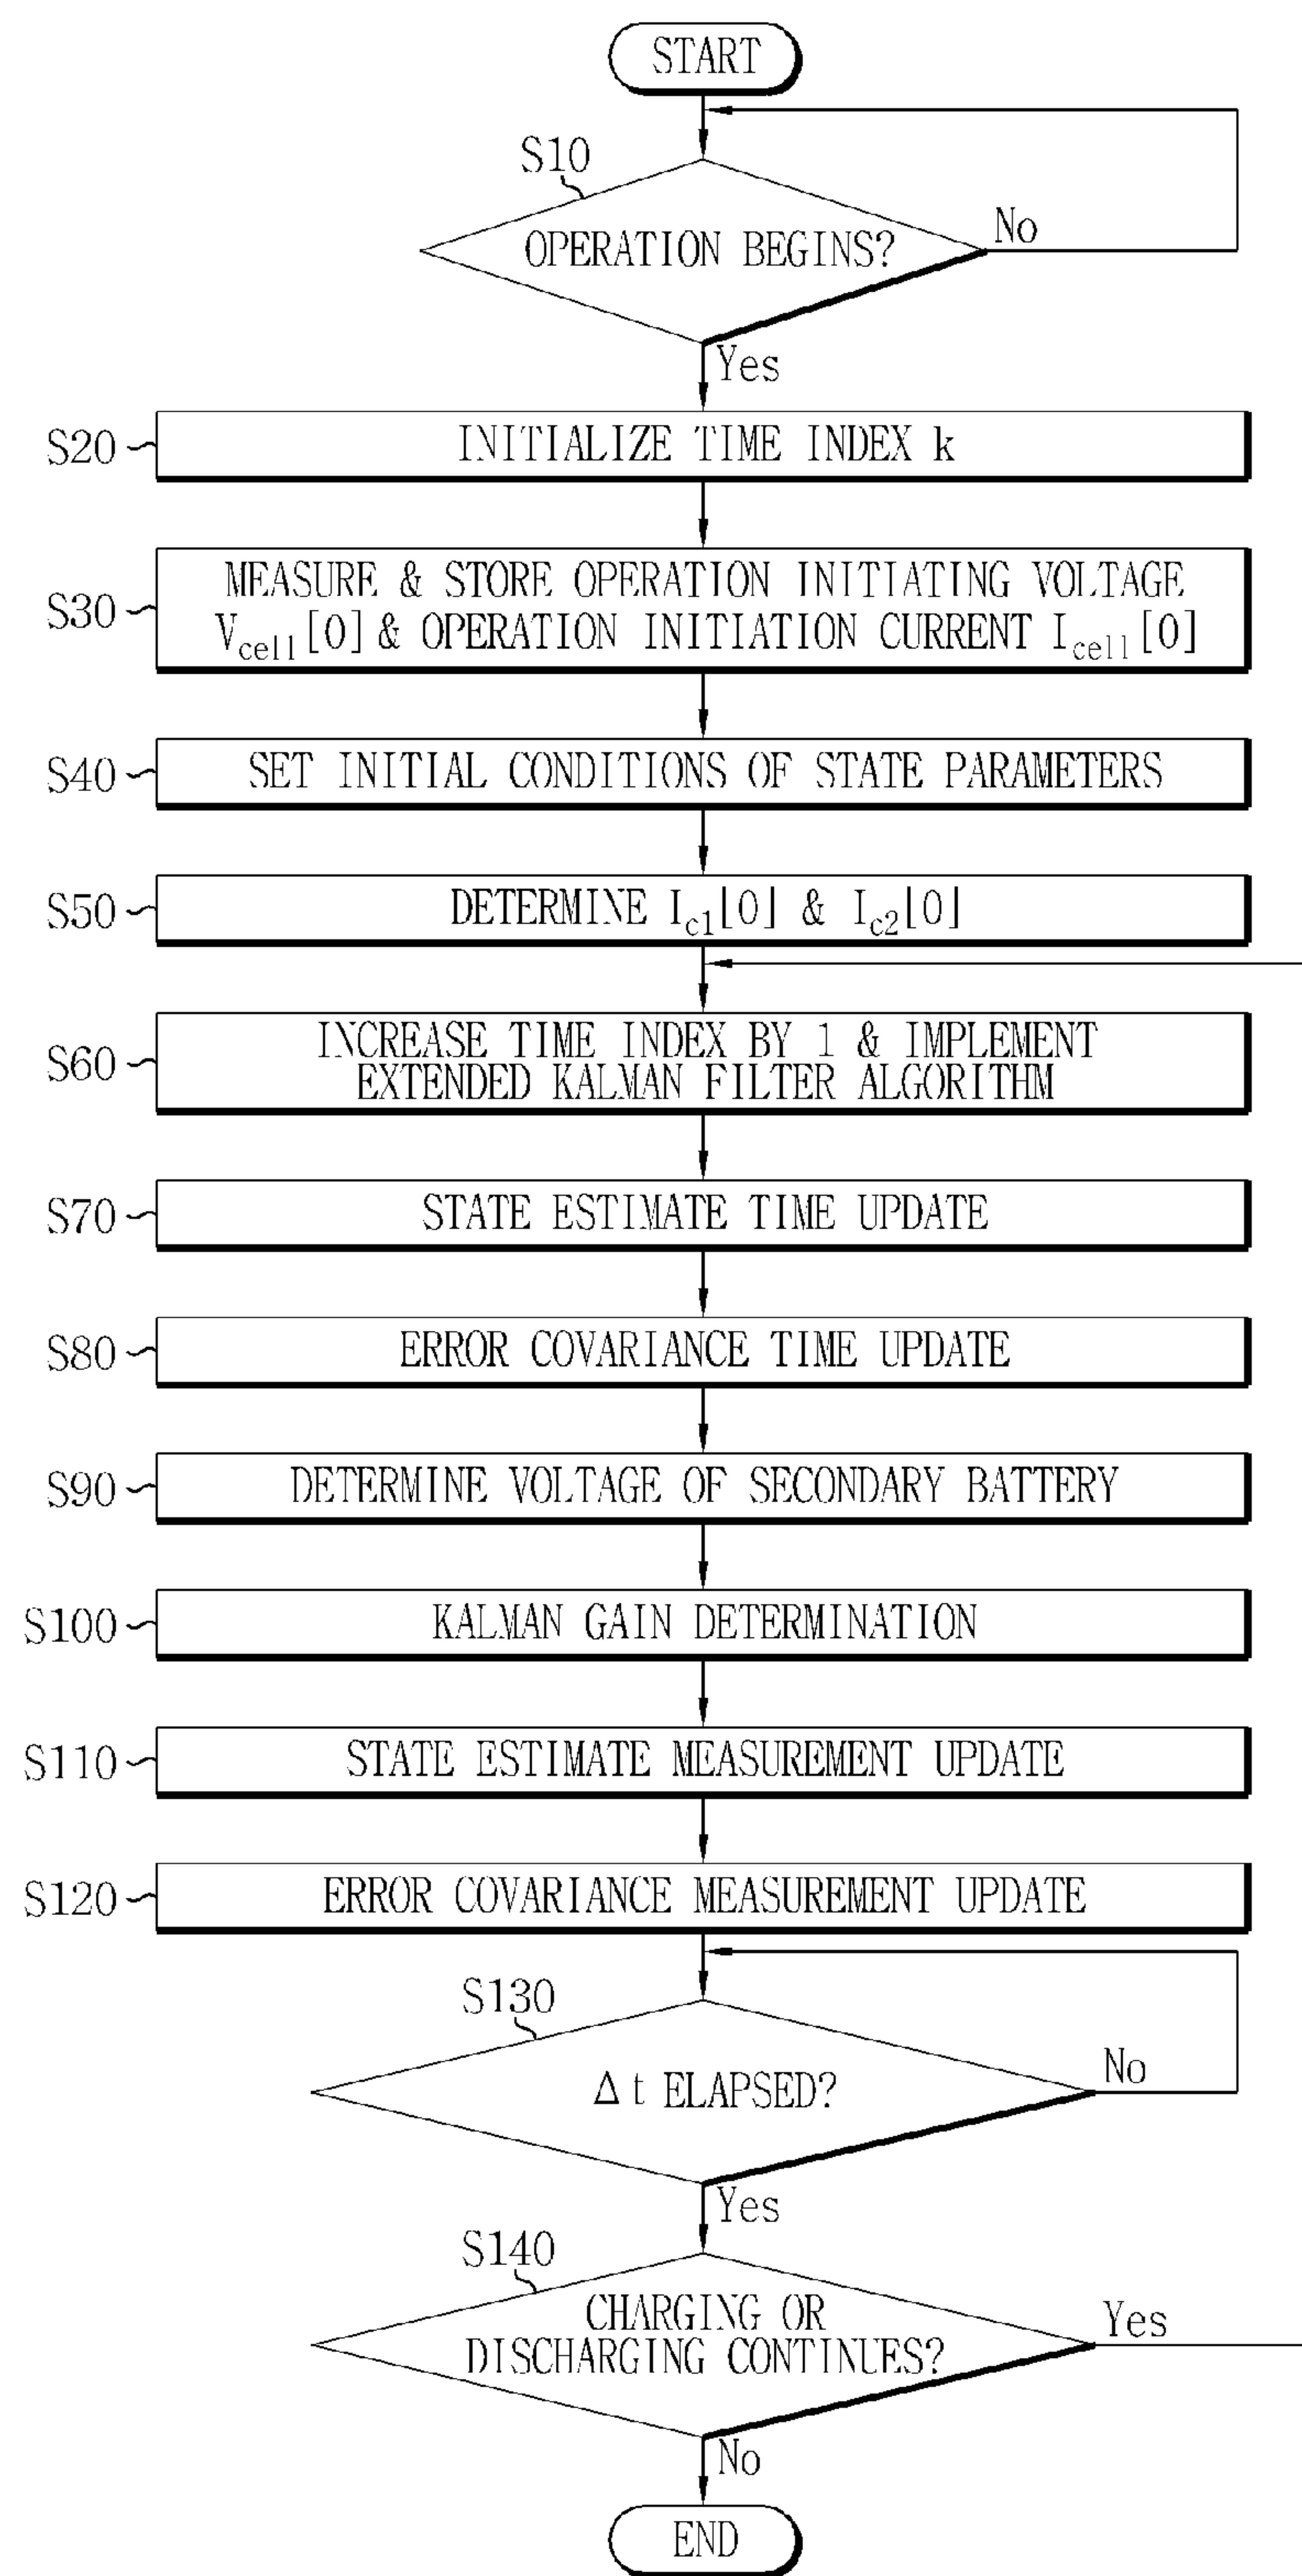 START
S10
OPERATION BEGINS?
No
Yes
S20
INITIALIZE TIME INDEX k
S30
MEASURE & STORE OPERATION INITIATING VOLTAGE
Vcell[0] & OPERATION INITIATION CURRENT Icell[0]
S40
SET INITIAL CONDITIONS OF STATE PARAMETERS
S50
DETERMINE Ic1[0] & Ic2[0]
S60
INCREASE TIME INDEX BY 1 & IMPLEMENT
EXTENDED KALMAN FILTER ALGORITHM
S70
STATE ESTIMATE TIME UPDATE
S80
ERROR COVARIANCE TIME UPDATE
S90
DETERMINE VOLTAGE OF SECONDARY BATTERY
S100
KALMAN GAIN DETERMINATION
S110
STATE ESTIMATE MEASUREMENT UPDATE
S120
ERROR COVARIANCE MEASUREMENT UPDATE
S130
Δt ELAPSED?
No
Yes
S140
CHARGING OR
DISCHARGING CONTINUES?
Yes
No
END